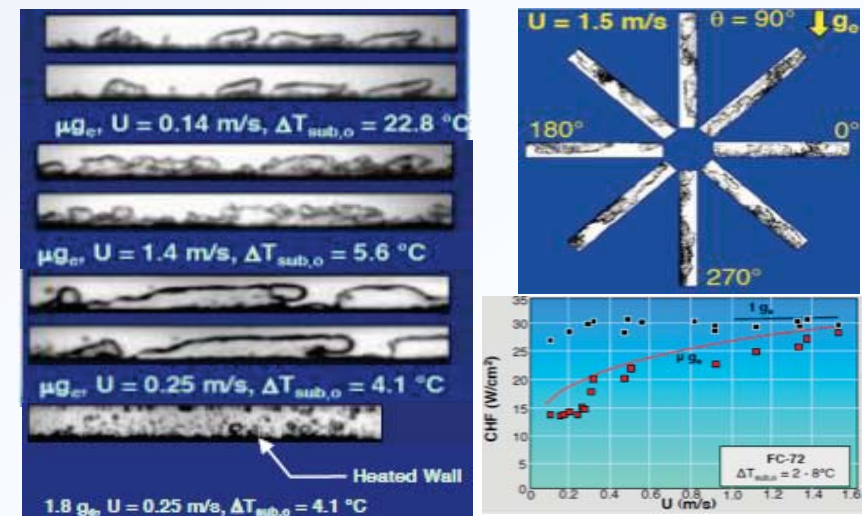 μgₑ, U = 0.14 m/s, ΔTsub,o = 22.8 °C
μgₑ, U = 1.4 m/s, ΔTsub,o = 5.6 °C
μgₑ, U = 0.25 m/s, ΔTsub,o = 4.1 °C
Heated Wall
1.8 gₑ, U = 0.25 m/s, ΔTsub,o = 4.1 °C
U = 1.5 m/s θ = 90° gₑ
180° 0°
270°
35
30
25
20
15
10
5
0
CHF (W/cm²)
1 gₑ
μ gₑ
FC-72
ΔTsub,o = 2 - 8°C
0 0.2 0.4 0.6 0.8 1.0 1.2 1.4 1.6
U (m/s)